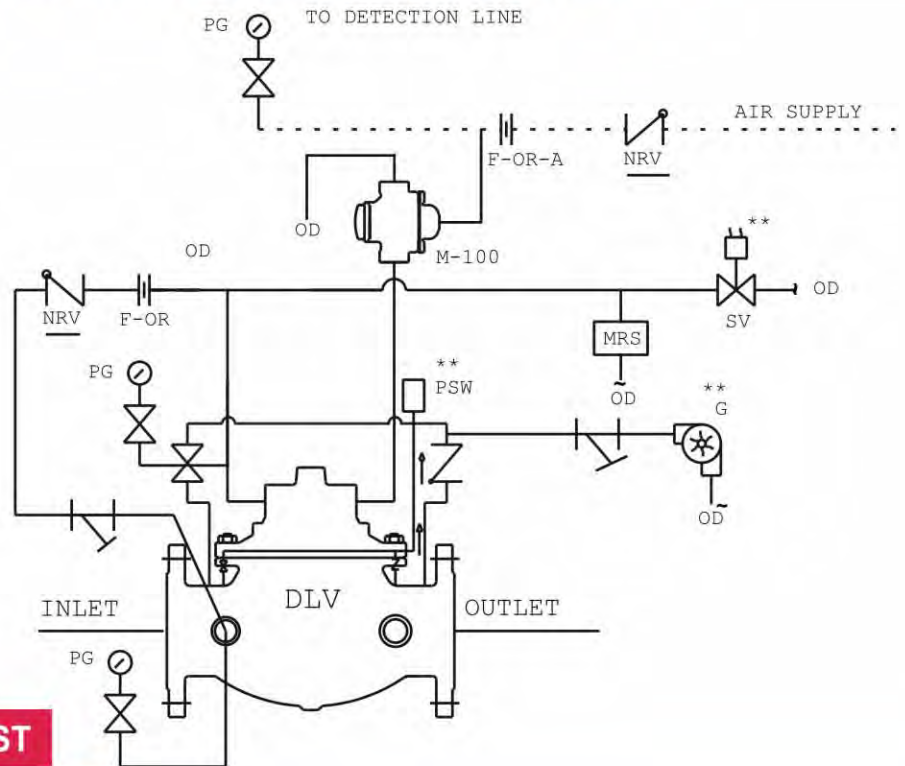 PG
TO DETECTION LINE
AIR SUPPLY
F-OR-A
NRV
OD
M-100
**
OD
NRV
F-OR
SV
OD
MRS
OD
PG
**
PSW
**
G
OD
INLET
DLV
OUTLET
PG
ST